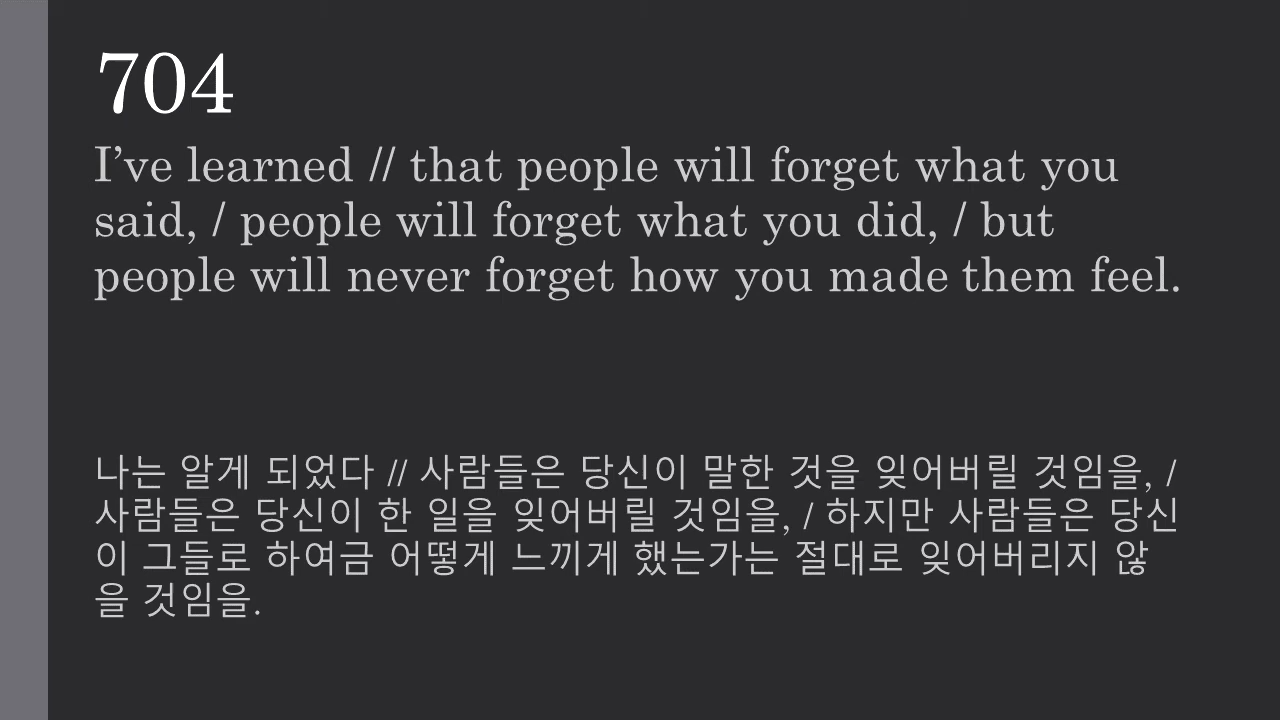 704
I’ve learned // that people will forget what you
said, / people will forget what you did, / but
people will never forget how you made them feel.
나는 알게 되었다 // 사람들은 당신이 말한 것을 잊어버릴 것임을, /
사람들은 당신이 한 일을 잊어버릴 것임을, / 하지만 사람들은 당신
이 그들로 하여금 어떻게 느끼게 했는가는 절대로 잊어버리지 않
을 것임을.